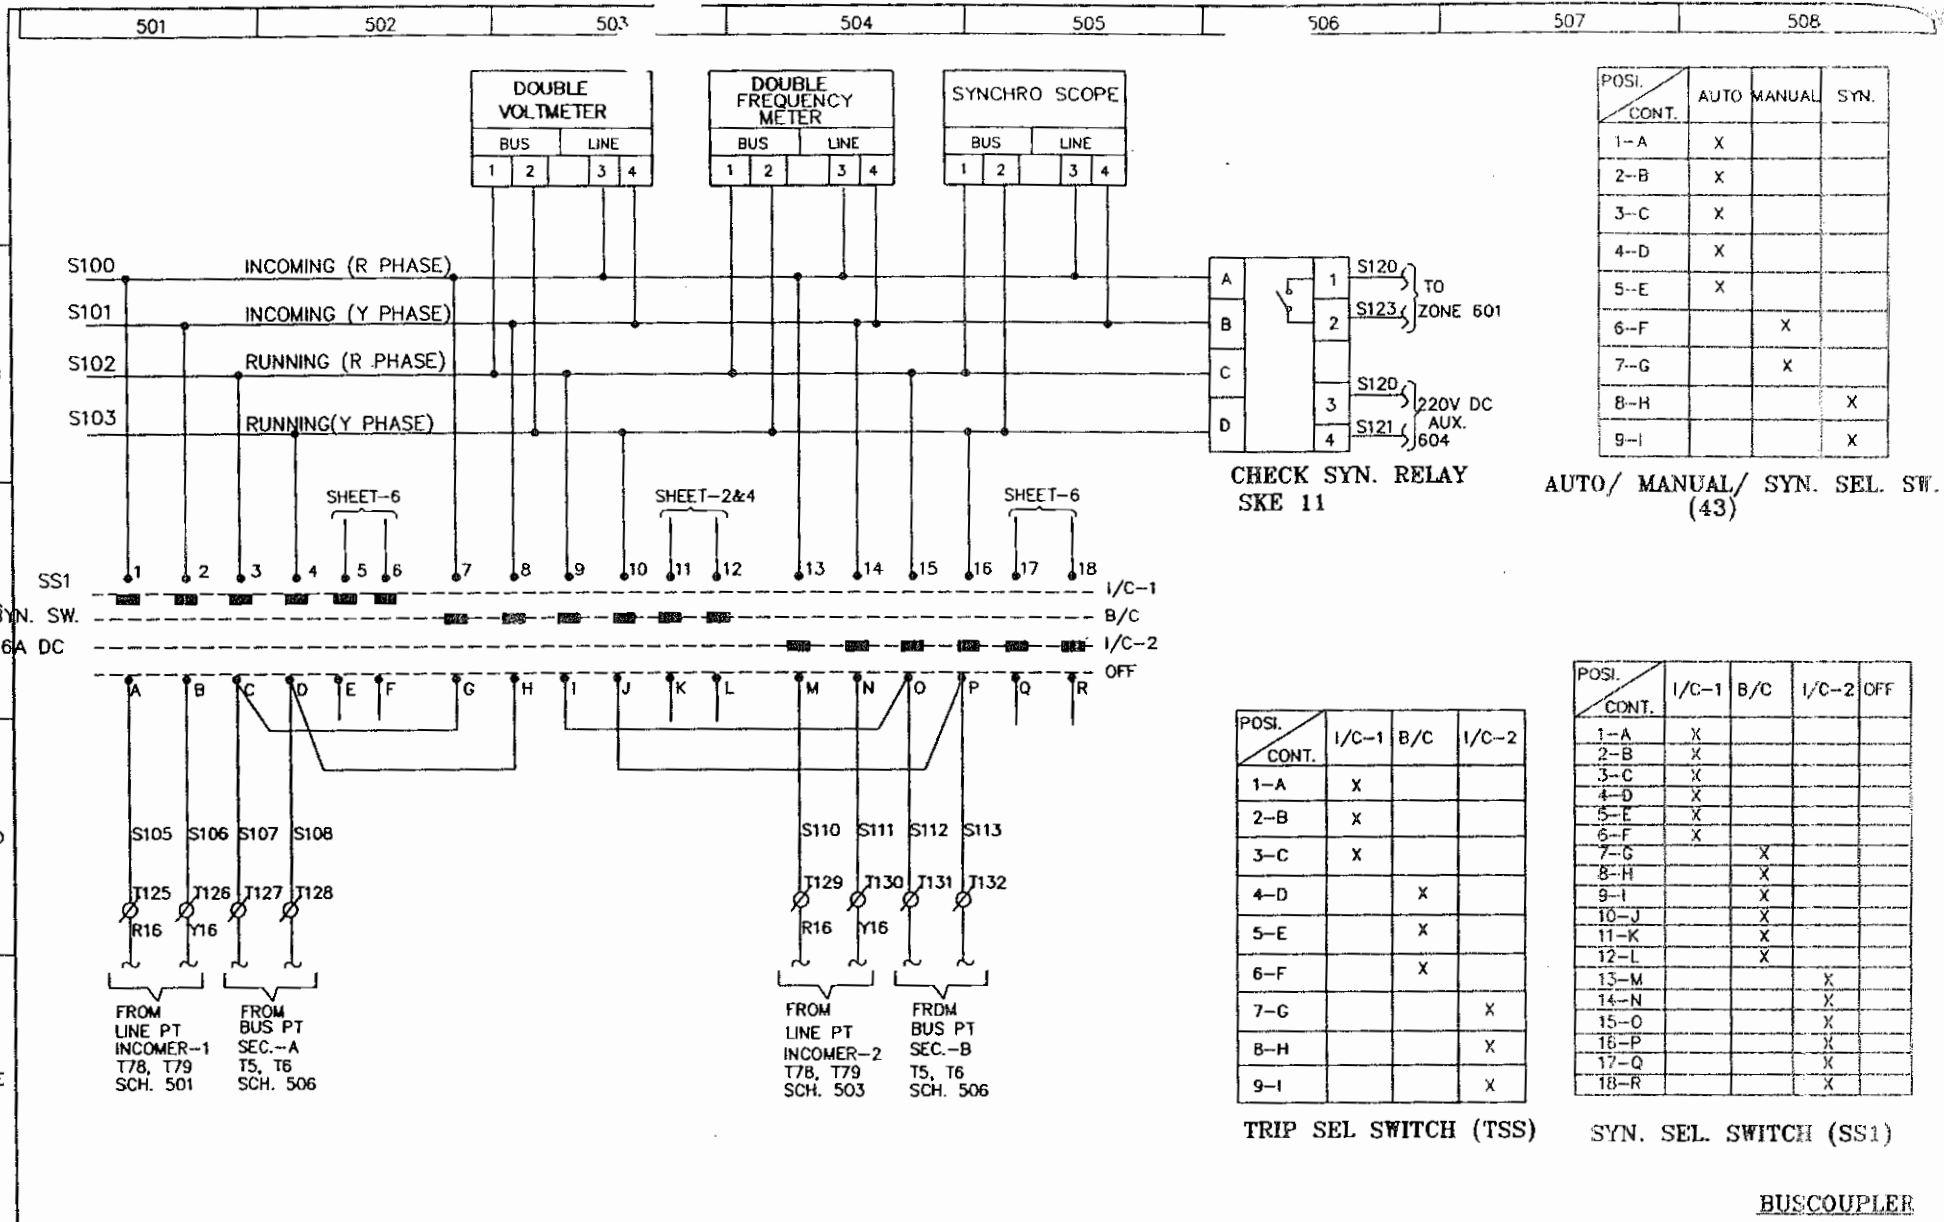 501 502 503 504 505 506 507 508
DOUBLE
VOLTMETER
BUS LINE
1 2 3 4
DOUBLE
FREQUENCY
METER
BUS LINE
1 2 3 4
SYNCHRO SCOPE
BUS LINE
1 2 3 4
S100 INCOMING (R PHASE)
S101 INCOMING (Y PHASE)
S102 RUNNING (R PHASE)
S103 RUNNING(Y PHASE)
A 1 S120
B 2 S123
TO
ZONE 601
C
D 3 S120
4 S121
220V DC
AUX.
604
CHECK SYN. RELAY
SKE 11
POSI. AUTO MANUAL SYN.
CONT.
1-A X
2-B X
3-C X
4-D X
5-E X
6-F X
7-G X
8-H X
9-I X
AUTO/ MANUAL/ SYN. SEL. SW.
(43)
SHEET-6 SHEET-2&4 SHEET-6
SS1 1 2 3 4 5 6 7 8 9 10 11 12 13 14 15 16 17 18
I/C-1
YN. SW. B/C
6A DC I/C-2
OFF
A B C D E F G H I J K L M N O P Q R
S105 S106 S107 S108 S110 S111 S112 S113
T125 T126 T127 T128 T129 T130 T131 T132
R16 Y16 R16 Y16
FROM
LINE PT
INCOMER-1
T78, T79
SCH. 501
FROM
BUS PT
SEC.-A
T5, T6
SCH. 506
FROM
LINE PT
INCOMER-2
T78, T79
SCH. 503
FROM
BUS PT
SEC.-B
T5, T6
SCH. 506
POSI. I/C-1 B/C I/C-2
CONT.
1-A X
2-B X
3-C X
4-D X
5-E X
6-F X
7-G X
8-H X
9-I X
TRIP SEL SWITCH (TSS)
POSI. I/C-1 B/C I/C-2 OFF
CONT.
1-A X
2-B X
3-C X
4-D X
5-E X
6-F X
7-G X
8-H X
9-I X
10-J X
11-K X
12-L X
13-M X
14-N X
15-O X
16-P X
17-Q X
18-R X
SYN. SEL. SWITCH (SS1)
BUSCOUPLER